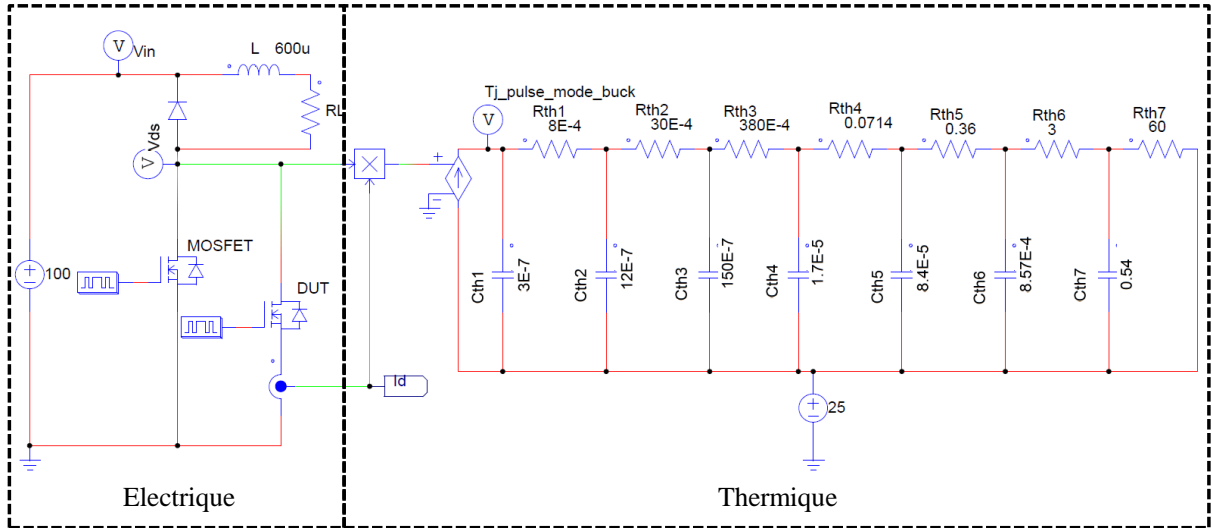 V
Vin
L 600u
RL
Vds
V
MOSFET
100
DUT
Id
Electrique
Tj_pulse_mode_buck
V
Rth1
8E-4
Rth2
30E-4
Rth3
380E-4
Rth4
0.0714
Rth5
0.36
Rth6
3
Rth7
60
Cth1
3E-7
Cth2
12E-7
Cth3
150E-7
Cth4
1.7E-5
Cth5
8.4E-5
Cth6
8.57E-4
Cth7
0.54
25
Thermique